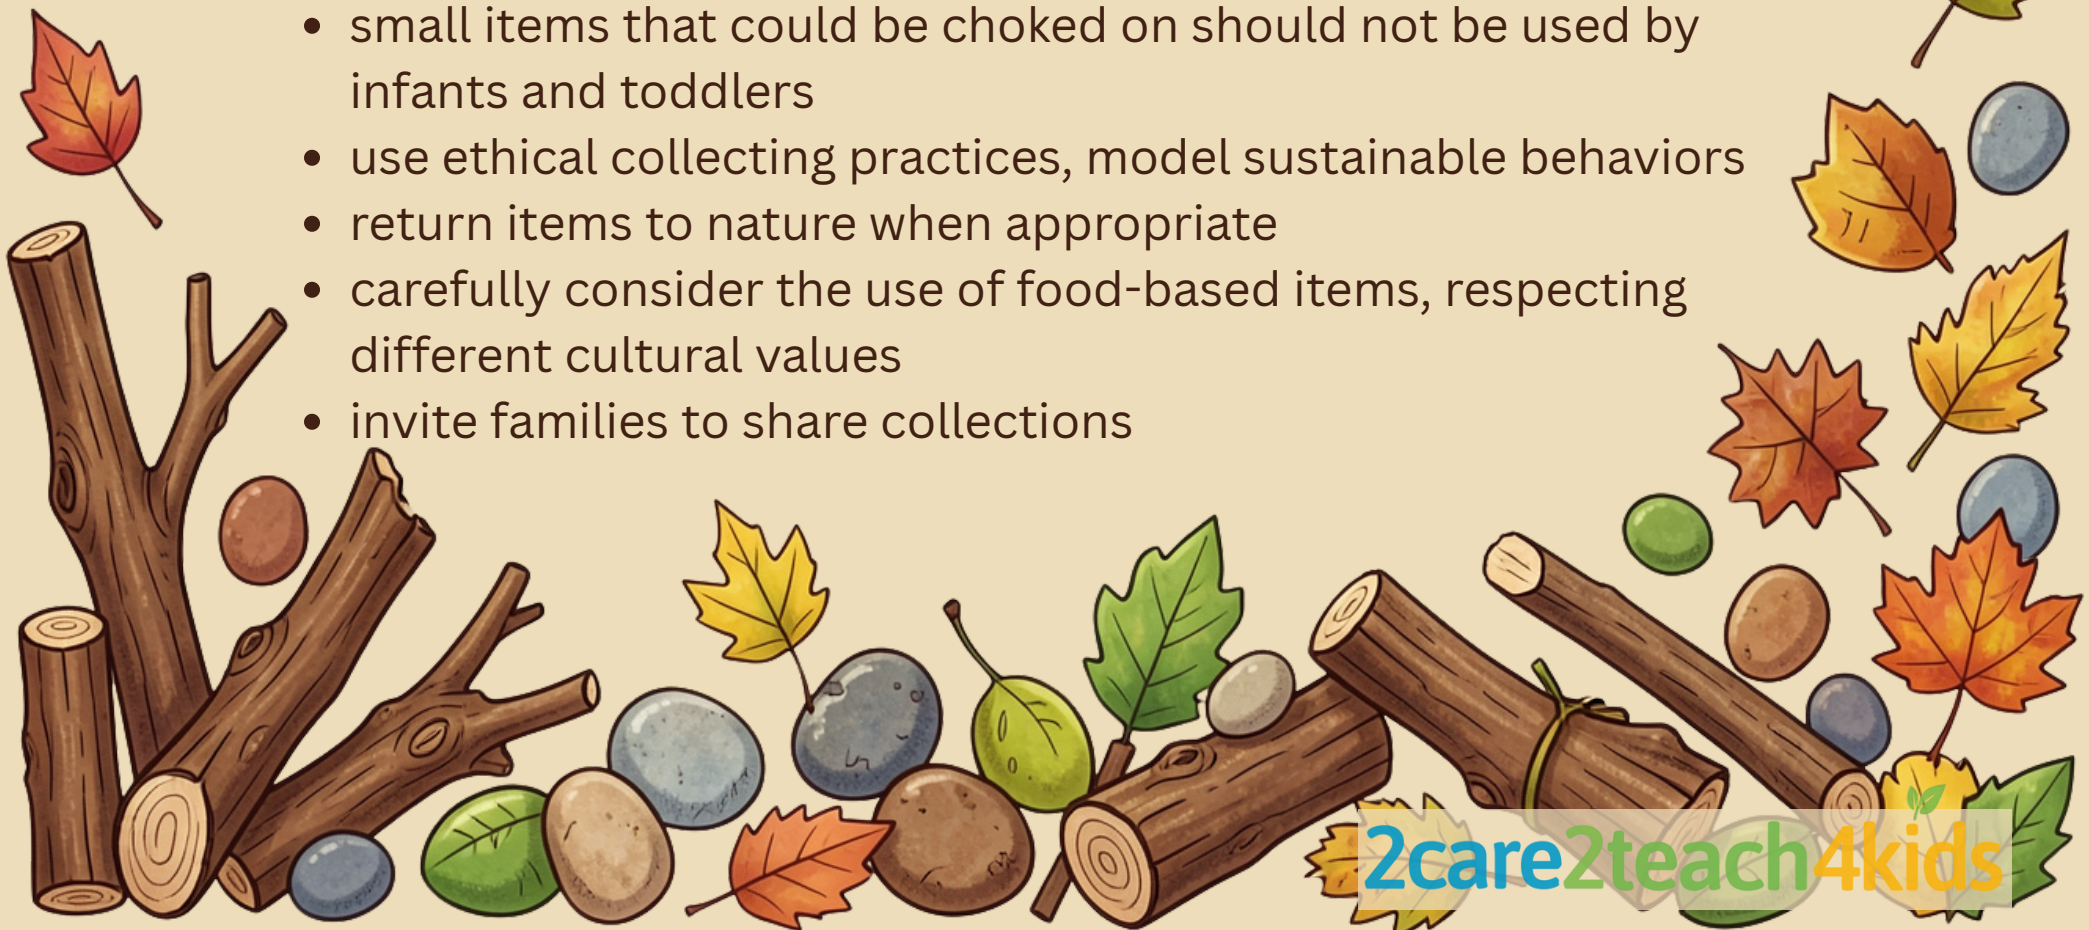 • small items that could be choked on should not be used by
infants and toddlers
• use ethical collecting practices, model sustainable behaviors
• return items to nature when appropriate
• carefully consider the use of food-based items, respecting
different cultural values
• invite families to share collections
2care2teach4kids